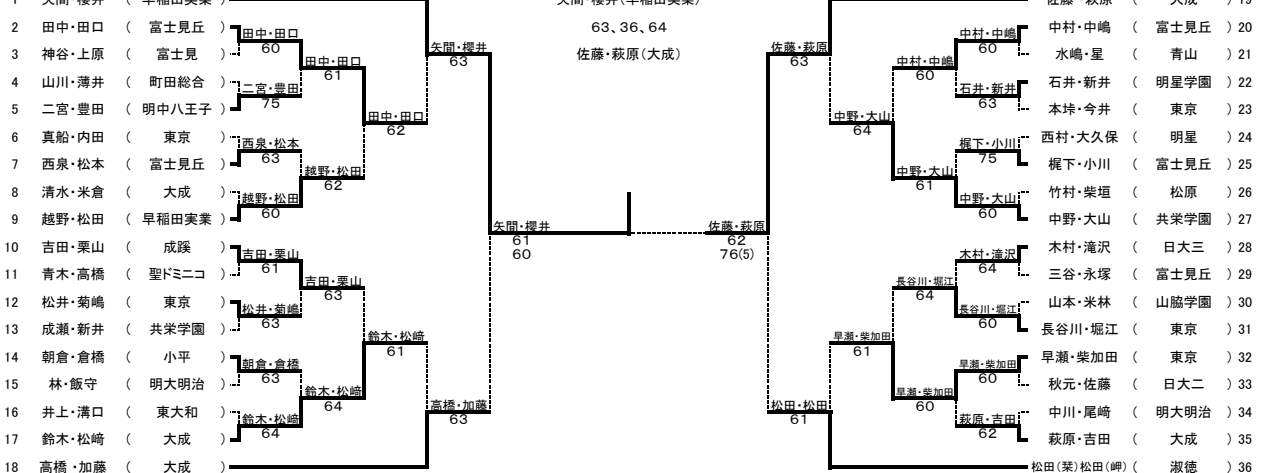 1 矢間・櫻井 ( 早稲田実業 )
2 田中・田口 ( 富士見丘 )
3 神谷・上原 ( 富士見 )
4 山川・薄井 ( 町田総合 )
5 二宮・豊田 ( 明中八王子 )
6 真船・内田 ( 東京 )
7 西泉・松本 ( 富士見丘 )
8 清水・米倉 ( 大成 )
9 越野・松田 ( 早稲田実業 )
10 吉田・栗山 ( 成蹊 )
11 青木・高橋 ( 聖ドミニコ )
12 松井・菊嶋 ( 東京 )
13 成瀬・新井 ( 共栄学園 )
14 朝倉・倉橋 ( 小平 )
15 林・飯守 ( 明大明治 )
16 井上・溝口 ( 東大和 )
17 鈴木・松﨑 ( 大成 )
18 高橋・加藤 ( 大成 )
田中・田口
60
二宮・豊田
75
西泉・松本
63
越野・松田
60
吉田・栗山
61
松井・菊嶋
63
朝倉・倉橋
63
鈴木・松﨑
64
田中・田口
61
越野・松田
62
吉田・栗山
63
鈴木・松﨑
64
田中・田口
62
鈴木・松﨑
61
矢間・櫻井
63
高橋・加藤
63
矢間・櫻井
61
60
矢間・櫻井(早稲田実業)
63、36、64
佐藤・萩原(大成)
佐藤・萩原
62
76(5)
佐藤・萩原
63
松田・松田
61
中野・大山
64
早瀬・柴加田
61
中村・中嶋
60
中野・大山
61
長谷川・堀江
64
早瀬・柴加田
60
中村・中嶋
60
石井・新井
63
梶下・小川
75
中野・大山
60
木村・滝沢
64
長谷川・堀江
60
早瀬・柴加田
60
萩原・吉田
62
佐藤・萩原 ( 大成 ) 19
中村・中嶋 ( 富士見丘 ) 20
水嶋・星 ( 青山 ) 21
石井・新井 ( 明星学園 ) 22
本垰・今井 ( 東京 ) 23
西村・大久保 ( 明星 ) 24
梶下・小川 ( 富士見丘 ) 25
竹村・柴垣 ( 松原 ) 26
中野・大山 ( 共栄学園 ) 27
木村・滝沢 ( 日大三 ) 28
三谷・永塚 ( 富士見丘 ) 29
山本・米林 ( 山脇学園 ) 30
長谷川・堀江 ( 東京 ) 31
早瀬・柴加田 ( 東京 ) 32
秋元・佐藤 ( 日大二 ) 33
中川・尾﨑 ( 明大明治 ) 34
萩原・吉田 ( 大成 ) 35
松田(栞)松田(岬) ( 淑徳 ) 36